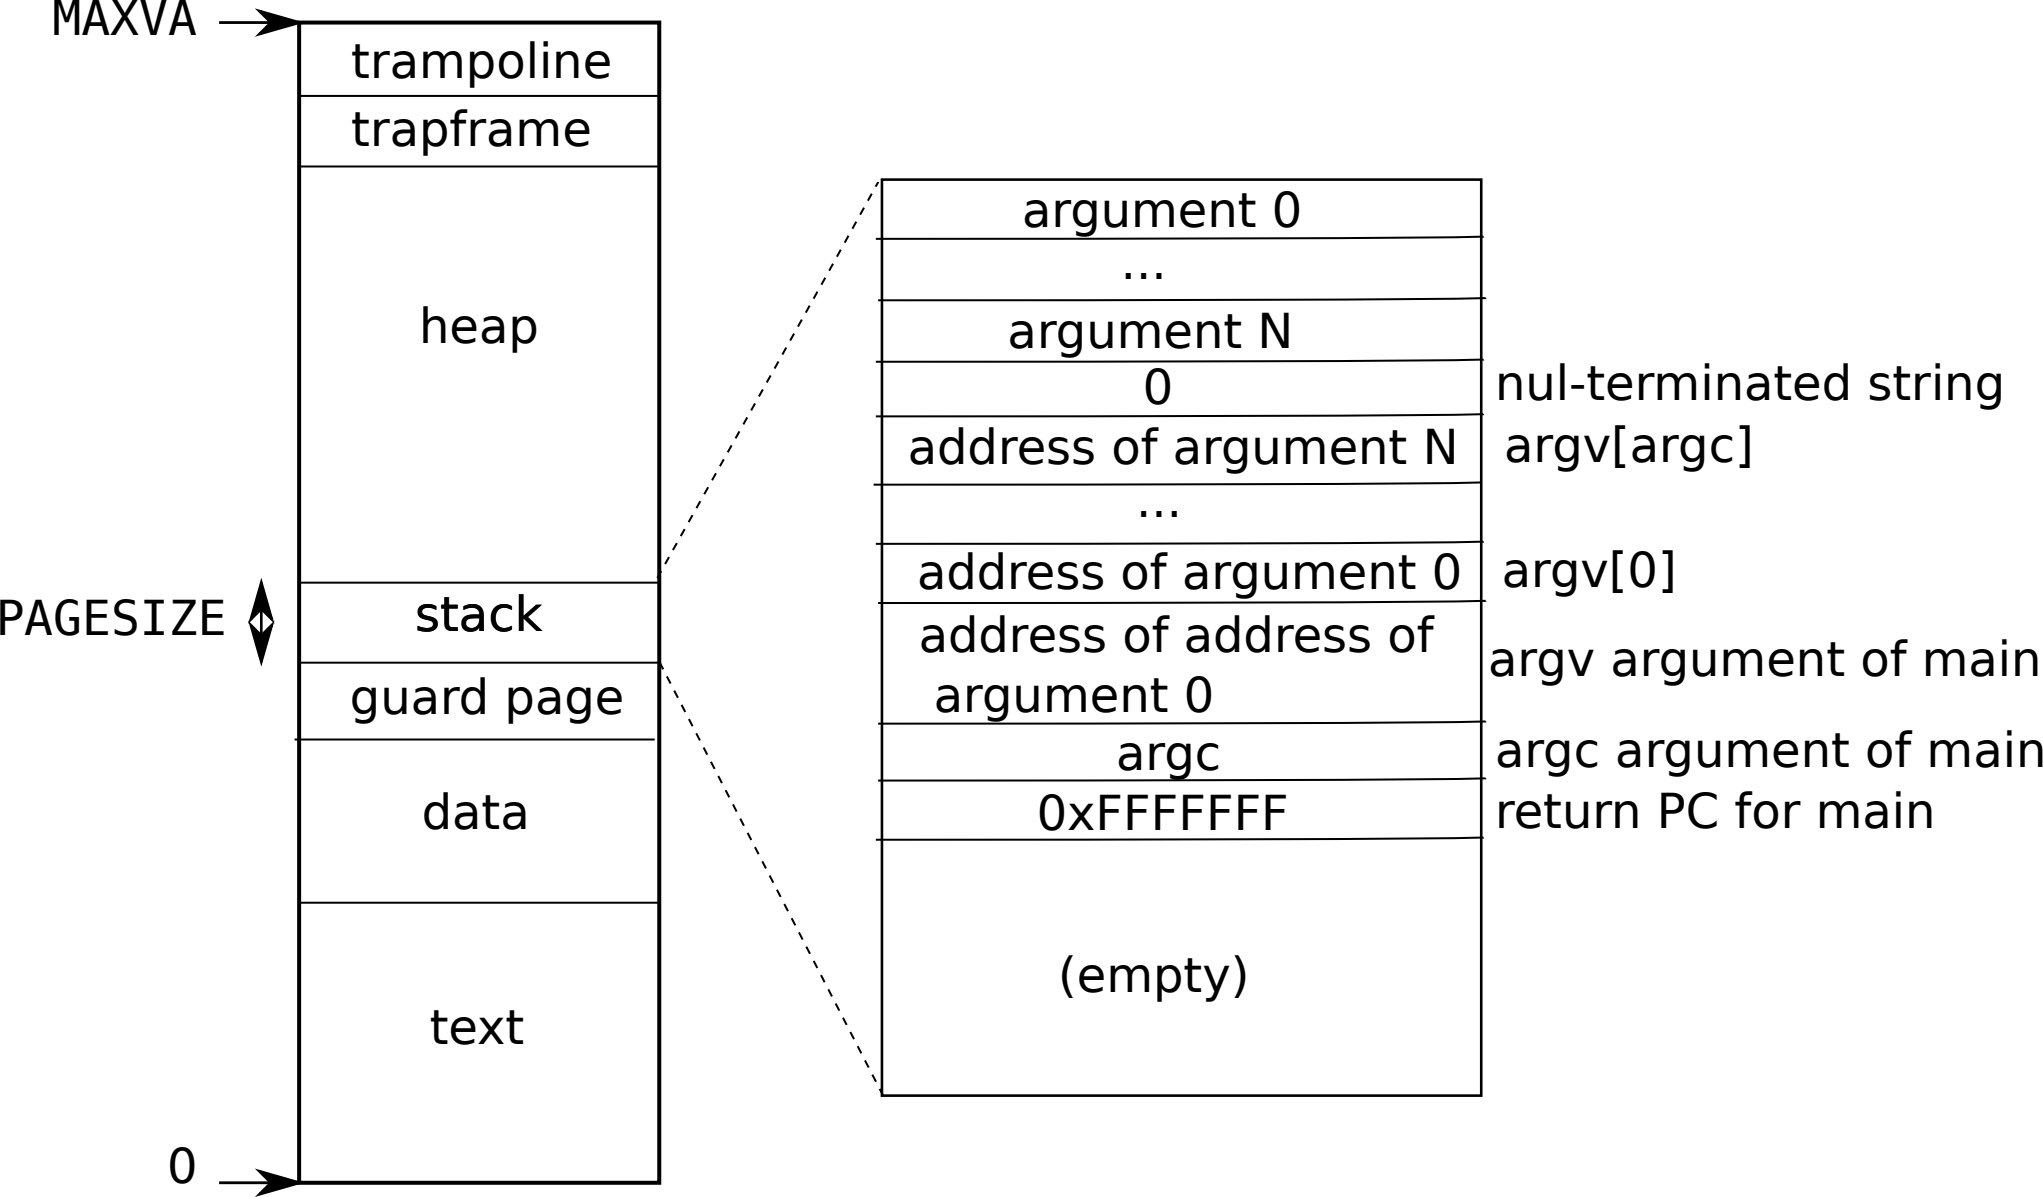 MAXVA
trampoline
trapframe
heap
PAGESIZE
stack
guard page
data
text
0
argument 0
...
argument N
0
nul-terminated string
address of argument N
argv[argc]
...
address of argument 0
argv[0]
address of address of
argument 0
argv argument of main
argc
argc argument of main
0xFFFFFFF
return PC for main
(empty)